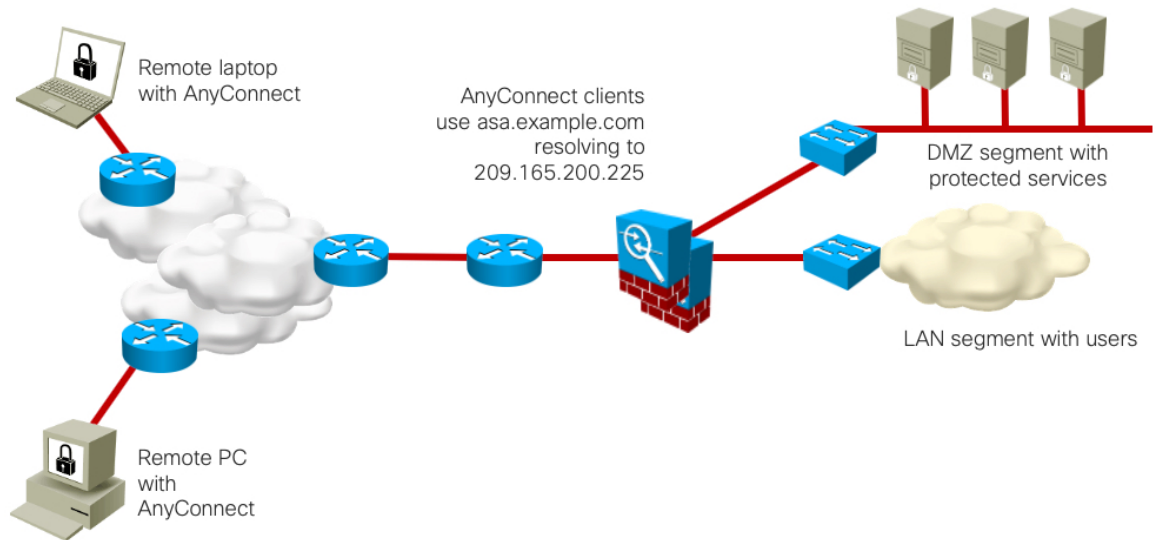 Remote laptop
with AnyConnect
AnyConnect clients
use asa.example.com
resolving to
209.165.200.225
DMZ segment with
protected services
LAN segment with users
Remote PC
with
AnyConnect